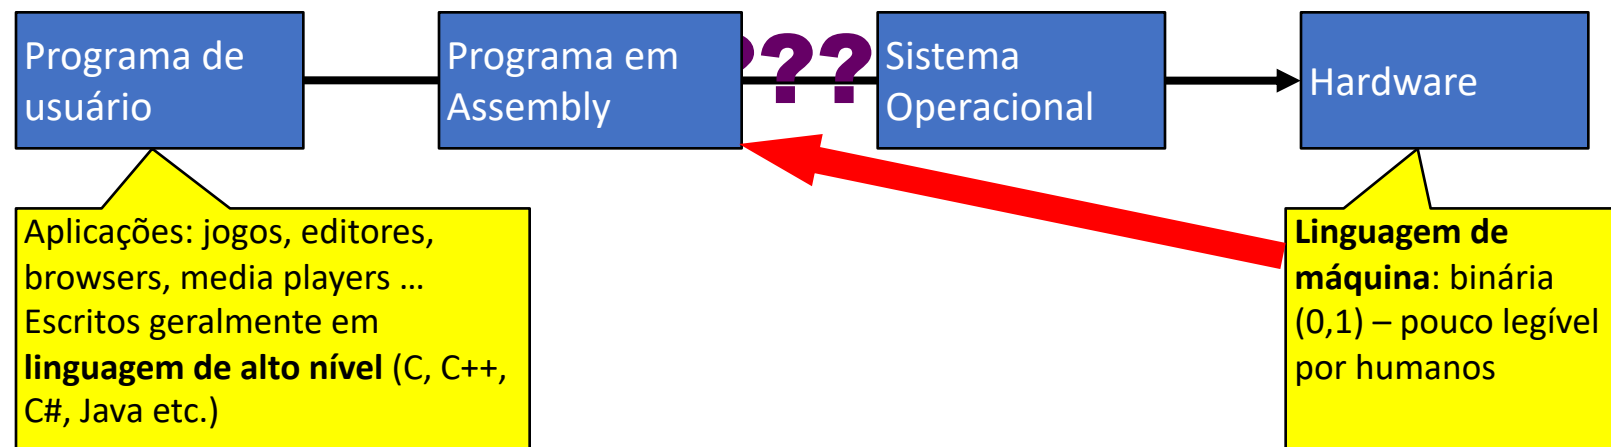 Programa de
usuário
Programa em
Assembly
???
Sistema
Operacional
Hardware
Aplicações: jogos, editores,
browsers, media players …
Escritos geralmente em
linguagem de alto nível (C, C++,
C#, Java etc.)
Linguagem de
máquina: binária
(0,1) – pouco legível
por humanos